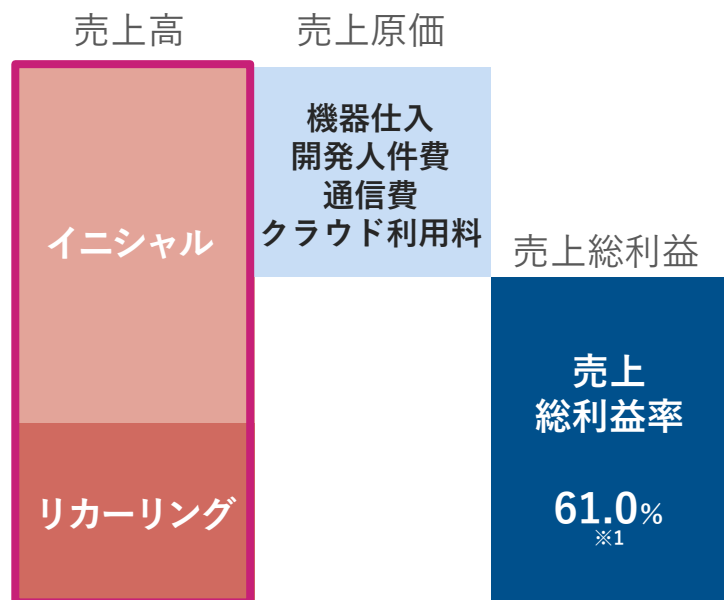 売上高
売上原価
機器仕入
開発人件費
通信費
クラウド利用料
イニシャル
売上総利益
売上
総利益率
リカーリング
61.0%
※1